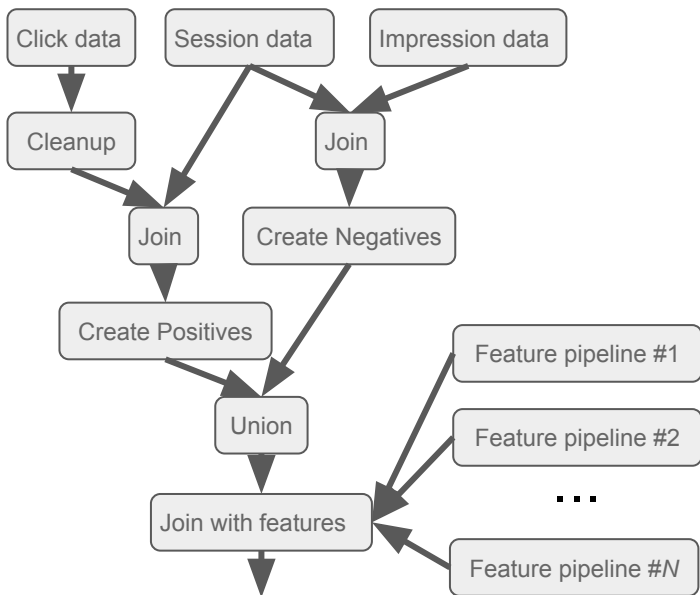 Click data
Session data
Impression data
Cleanup
Join
Join
Create Negatives
Create Positives
Feature pipeline #1
Union
Feature pipeline #2
...
Join with features
Feature pipeline #N